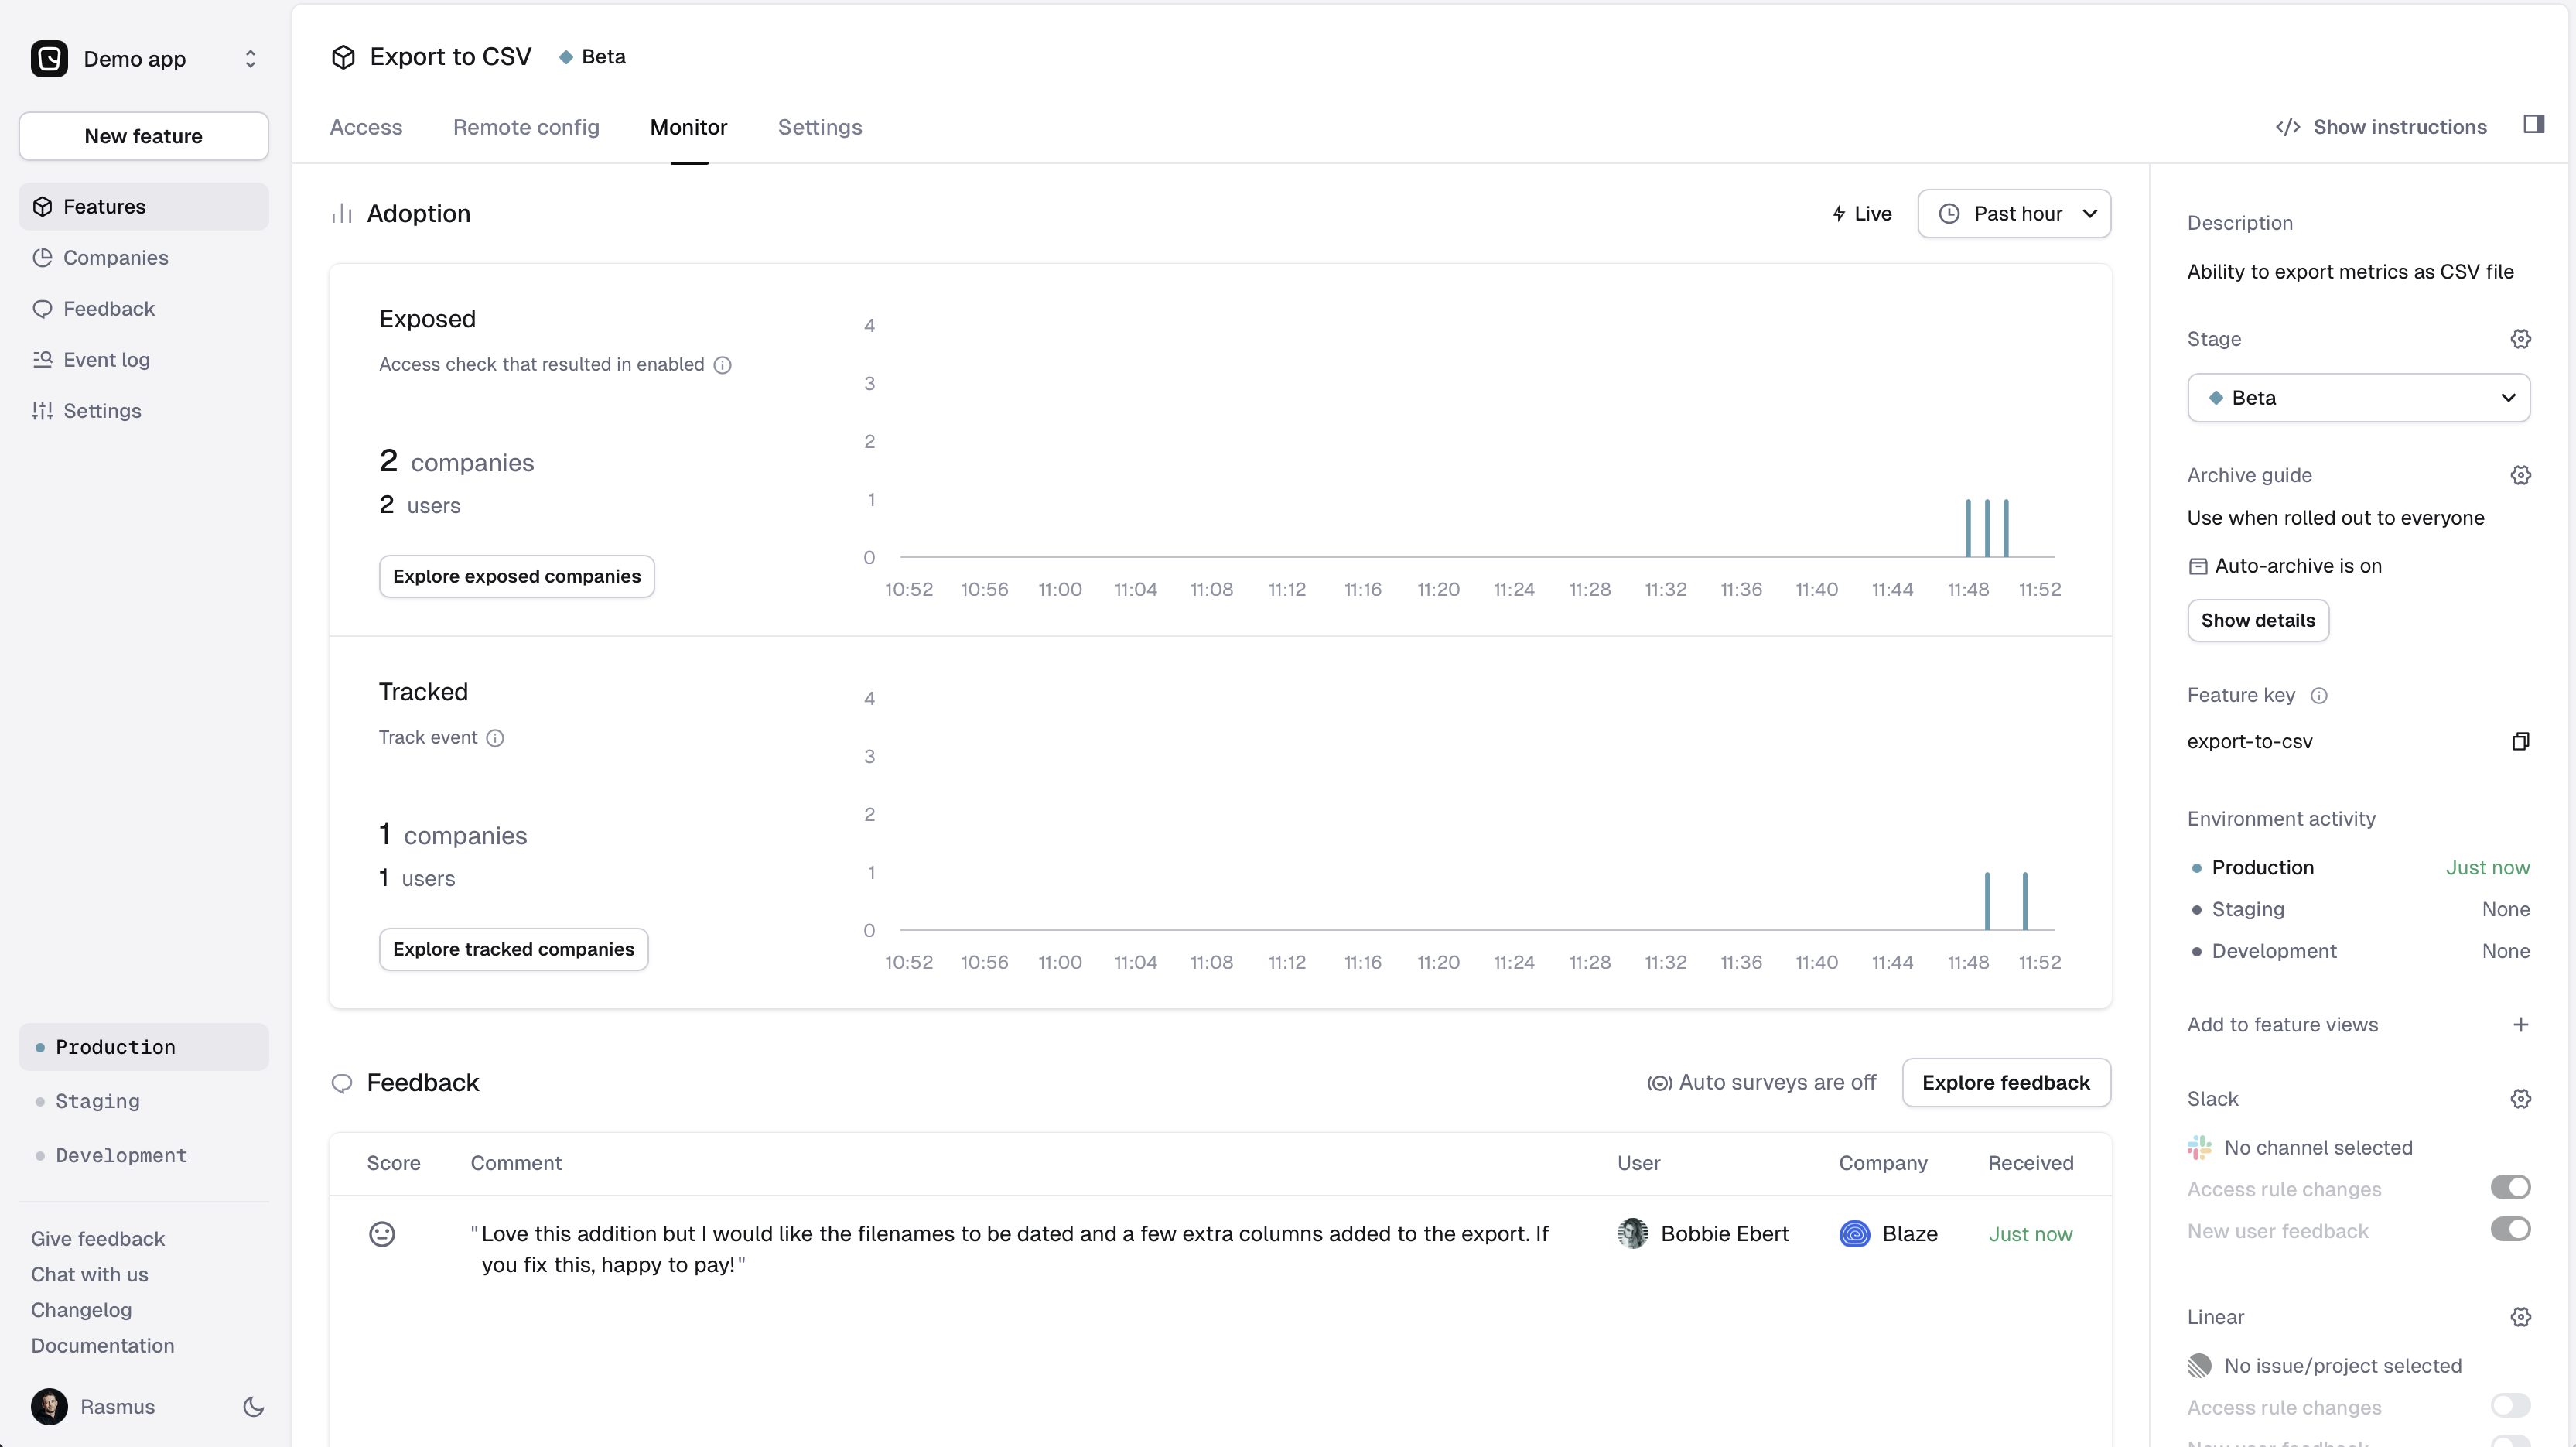 Demo app
New feature
Features
Companies
Feedback
Event log
Settings
Production
Staging
Development
Give feedback
Chat with us
Changelog
Documentation
Rasmus
Export to CSV
Beta
Access
Remote config
Monitor
Settings
Show instructions
Adoption
Live
Past hour
Exposed
Access check that resulted in enabled
2 companies
2 users
Explore exposed companies
4
3
2
1
0
10:52 10:56 11:00 11:04 11:08 11:12 11:16 11:20 11:24 11:28 11:32 11:36 11:40 11:44 11:48 11:52
Tracked
Track event
1 companies
1 users
Explore tracked companies
4
3
2
1
0
10:52 10:56 11:00 11:04 11:08 11:12 11:16 11:20 11:24 11:28 11:32 11:36 11:40 11:44 11:48 11:52
Feedback
Auto surveys are off
Explore feedback
Score Comment User Company Received
"Love this addition but I would like the filenames to be dated and a few extra columns added to the export. If
you fix this, happy to pay!"
Bobbie Ebert
Blaze
Just now
Description
Ability to export metrics as CSV file
Stage
Beta
Archive guide
Use when rolled out to everyone
Auto-archive is on
Show details
Feature key
export-to-csv
Environment activity
Production Just now
Staging None
Development None
Add to feature views
Slack
No channel selected
Access rule changes
New user feedback
Linear
No issue/project selected
Access rule changes